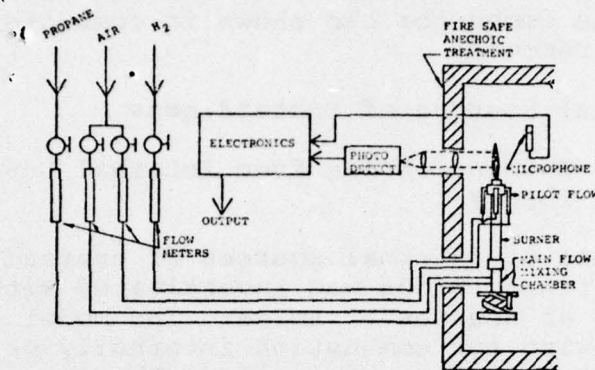 PROPANE
AIR
N2
FIRE SAFE
ANECHOIC
TREATMENT
ELECTRONICS
PHOTO
DETECT
MICROPHONE
PILOT FLOW
OUTPUT
FLOW
METERS
BURNER
MAIN FLOW
MIXING
CHAMBER